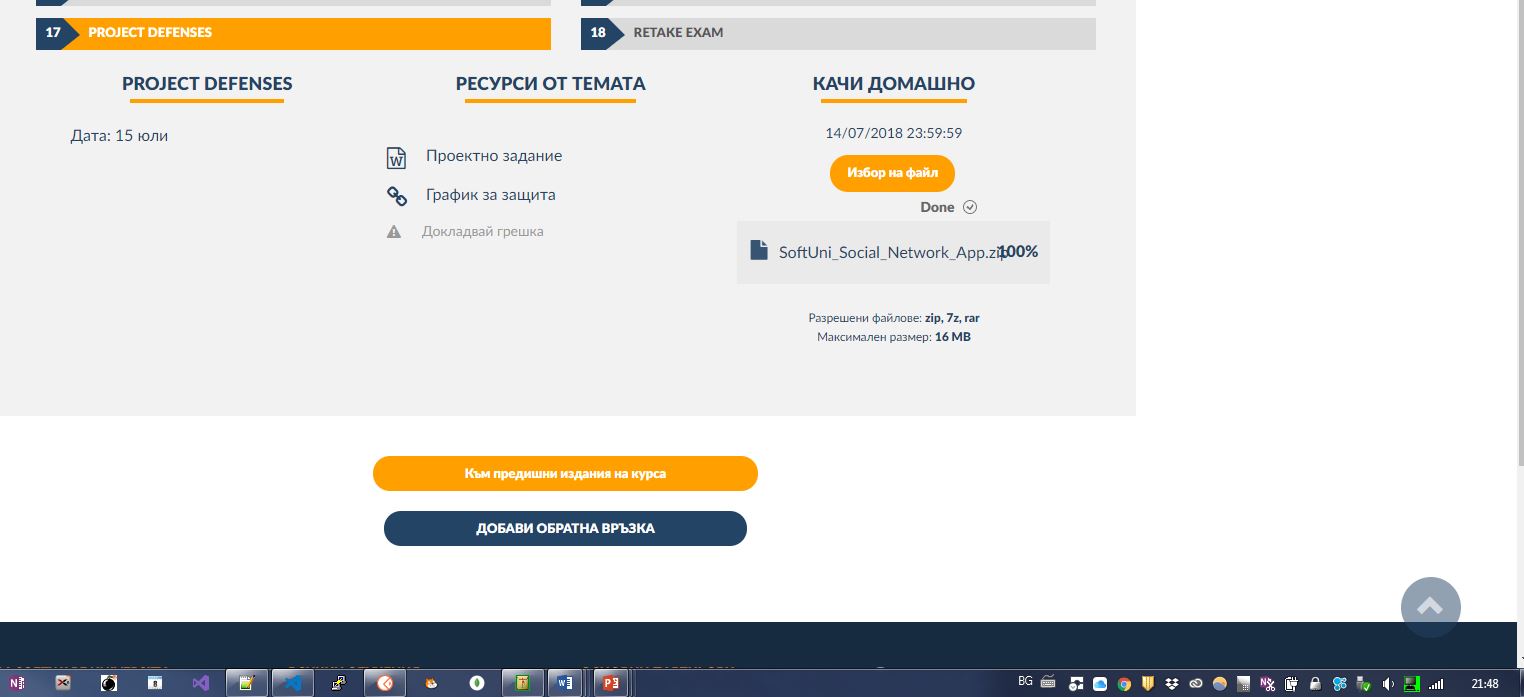 17 PROJECT DEFENSES
18 RETAKE EXAM
PROJECT DEFENSES
Дата: 15 юли
РЕСУРСИ ОТ ТЕМАТА
Проектно задание
График за защита
Докладвай грешка
КАЧИ ДОМАШНО
14/07/2018 23:59:59
Избор на файл
Done
SoftUni_Social_Network_App.zip 100%
Разрешени файлове: zip, 7z, rar
Максимален размер: 16 MB
Към предишни издания на курса
ДОБАВИ ОБРАТНА ВРЪЗКА
BG
21:48